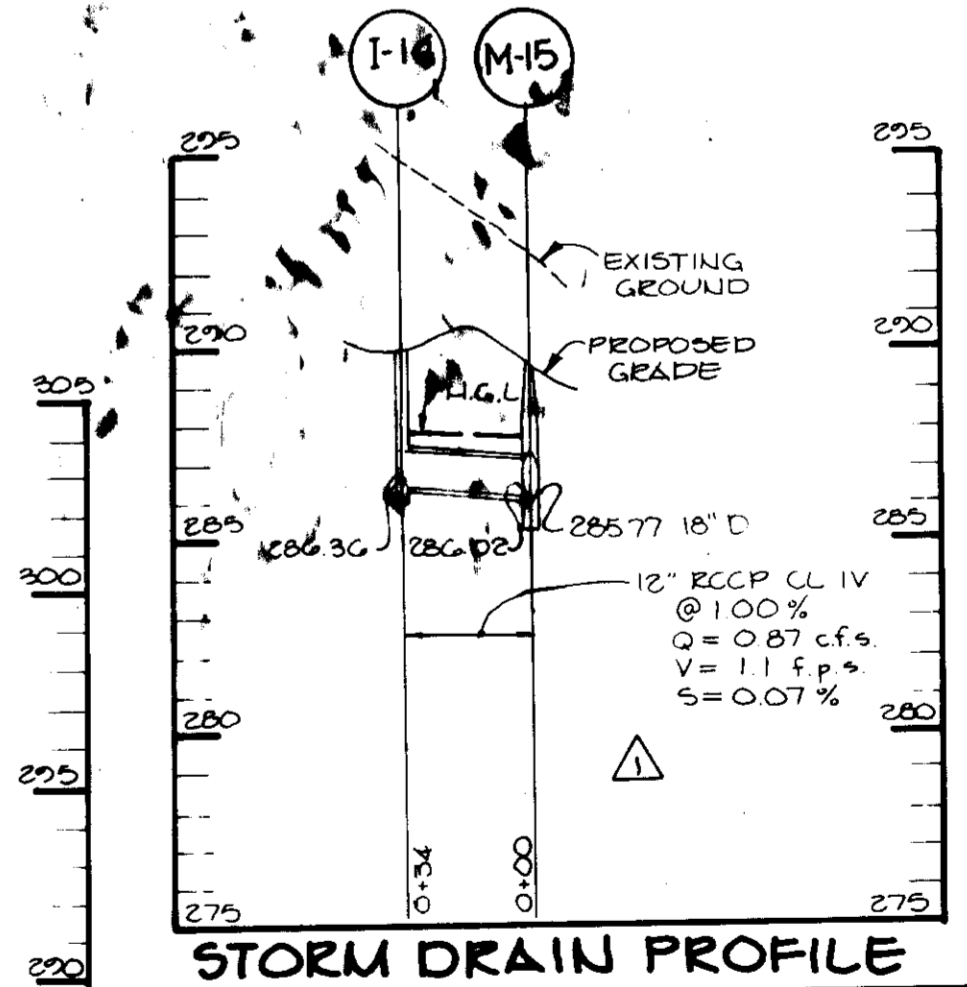 I-16
M-15
295
295
EXISTING
GROUND
290
290
PROPOSED
GRADE
305
H.G.L
285
285
286.36
286.02
285.77 18" D
300
12" RCCP CL IV
@ 1.00 %
Q = 0.87 c.f.s.
V = 1.1 f.p.s.
S = 0.07 %
280
280
295
1
0+34
0+00
275
275
290
STORM DRAIN PROFILE